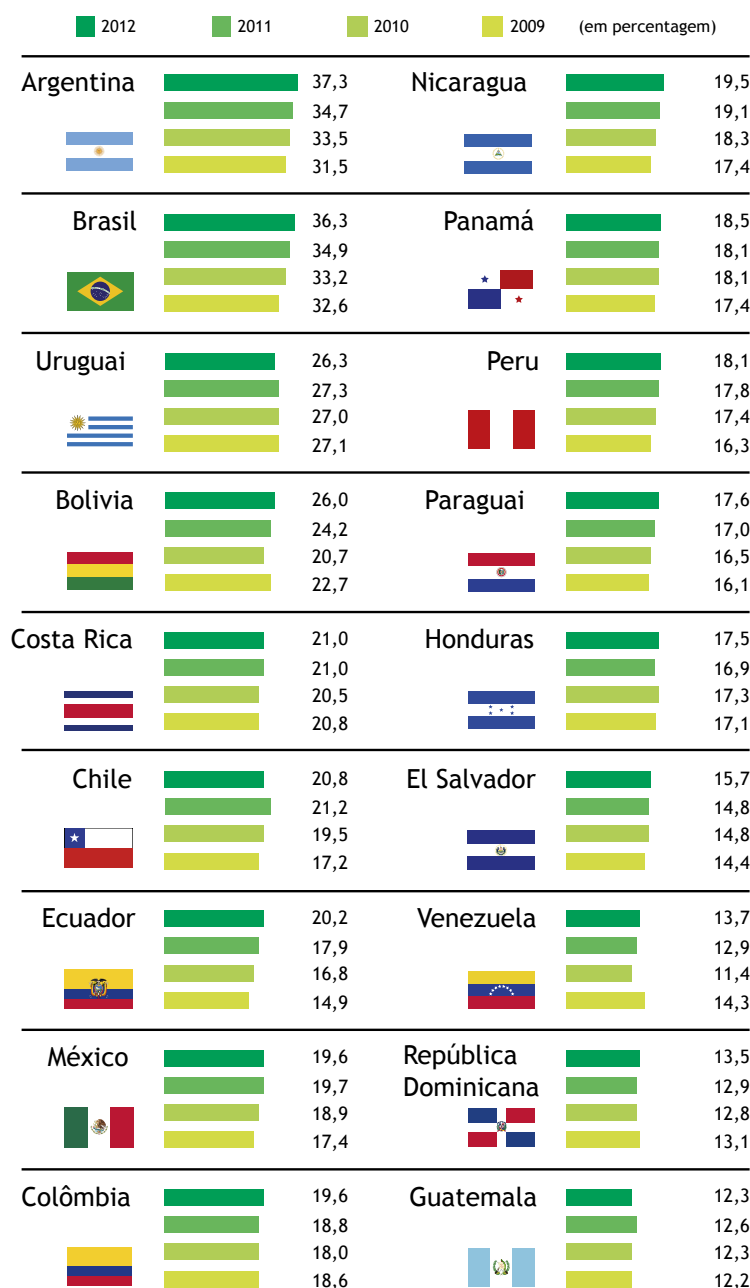 2012 2011 2010 2009 (em percentagem)
Argentina 37,3
34,7
33,5
31,5
Nicaragua 19,5
19,1
18,3
17,4
Brasil 36,3
34,9
33,2
32,6
Panamá 18,5
18,1
18,1
17,4
Uruguai 26,3
27,3
27,0
27,1
Peru 18,1
17,8
17,4
16,3
Bolivia 26,0
24,2
20,7
22,7
Paraguai 17,6
17,0
16,5
16,1
Costa Rica 21,0
21,0
20,5
20,8
Honduras 17,5
16,9
17,3
17,1
Chile 20,8
21,2
19,5
17,2
El Salvador 15,7
14,8
14,8
14,4
Ecuador 20,2
17,9
16,8
14,9
Venezuela 13,7
12,9
11,4
14,3
México 19,6
19,7
18,9
17,4
República 13,5
Dominicana 12,9
12,8
13,1
Colômbia 19,6
18,8
18,0
18,6
Guatemala 12,3
12,6
12,3
12,2